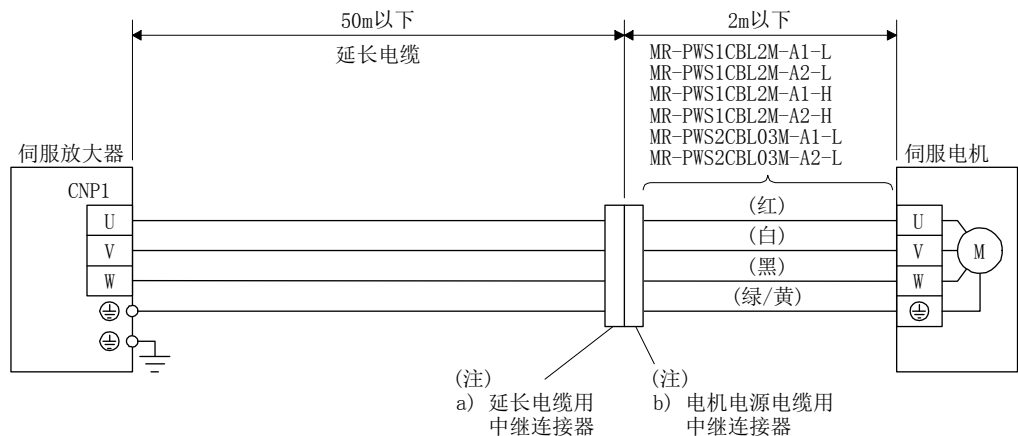 50m以下
2m以下
延长电缆
MR-PWS1CBL2M-A1-L
MR-PWS1CBL2M-A2-L
MR-PWS1CBL2M-A1-H
MR-PWS1CBL2M-A2-H
MR-PWS2CBL03M-A1-L
MR-PWS2CBL03M-A2-L
伺服放大器
伺服电机
CNP1
U
(红)
U
V
(白)
V
M
W
(黑)
W
(绿/黄)
(注)
a) 延长电缆用
中继连接器
(注)
b) 电机电源电缆用
中继连接器